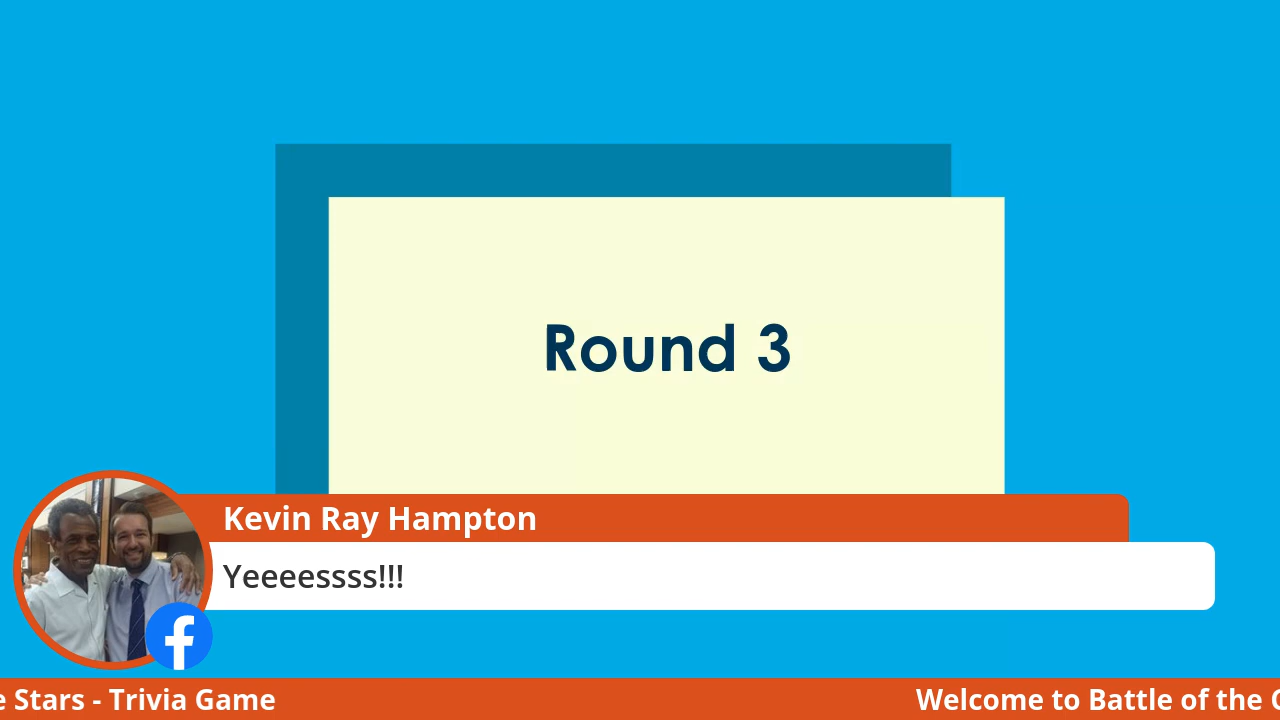 Round 3
Kevin Ray Hampton
Yeeeessss!!!
Stars - Trivia Game
Welcome to Battle of the